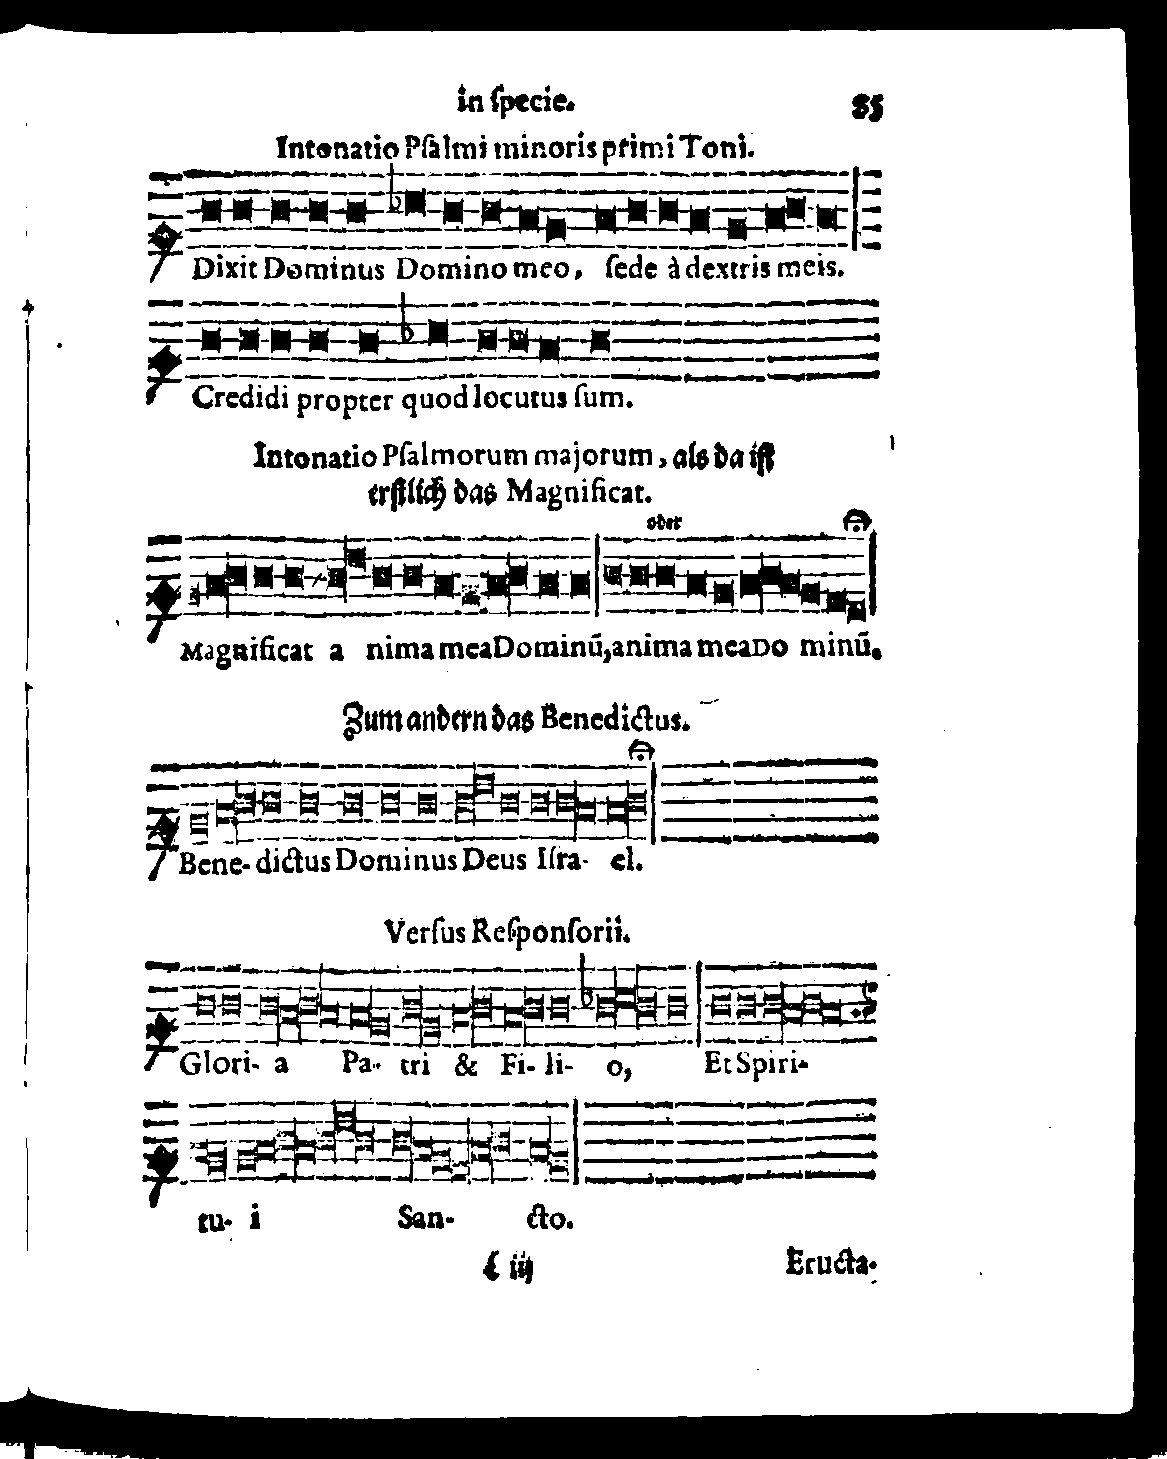 in ſpecie. 85
Intonatio Pſalmi minoris primi Toni.
Dixit Dominus Domino meo, ſede à dextris meis.
Credidi propter quod locutus ſum.
Intonatio Pſalmorum majorum, als da iſt
erſtlich das Magnificat.
oder
Magnificat a nima mea Dominũ, anima mea Do minũ.
Zum andern das Benedictus.
Bene- dictus Dominus Deus Iſra- el.
Verſus Reſponſorii.
Glori- a Pa- tri & Fi- li- o, Et Spiri-
tu- i San- cto.
L iij Eructa-